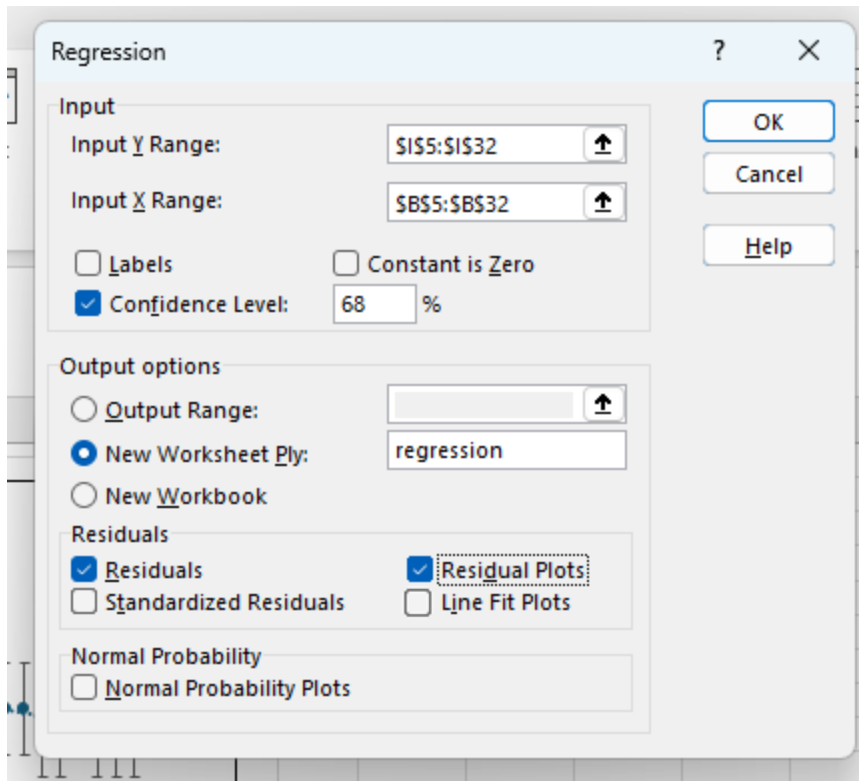 Regression ?
Input
OK
Input Y Range: $I$5:$I$32
Cancel
Input X Range: $B$5:$B$32
Help
Labels Constant is Zero
Confidence Level: 68 %
Output options
Output Range:
New Worksheet Ply: regression
New Workbook
Residuals
Residuals Residual Plots
Standardized Residuals Line Fit Plots
Normal Probability
Normal Probability Plots